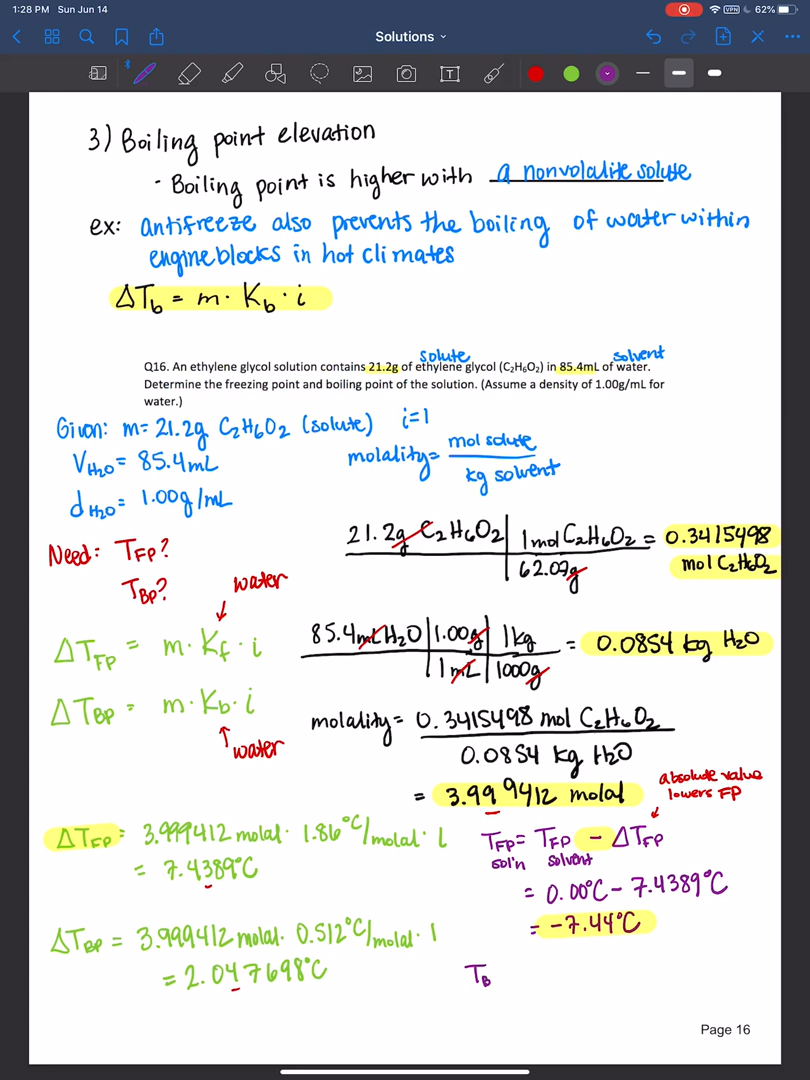 1:28 PM Sun Jun 14
VPN 62%
Solutions
3) Boiling point elevation
· Boiling point is higher with a nonvolalite solute
ex: antifreeze also prevents the boiling of water within
engine blocks in hot climates
ΔTb = m · Kb · i
solute solvent
Q16. An ethylene glycol solution contains 21.2g of ethylene glycol (C2H6O2) in 85.4mL of water.
Determine the freezing point and boiling point of the solution. (Assume a density of 1.00g/mL for
water.)
Given: m = 21.2g C2H6O2 (solute) i=1
VH2O = 85.4mL
dH2O = 1.00g/mL
molality = mol solute
kg solvent
Need: TFP?
TBP?
21.2g C2H6O2 | 1 mol C2H6O2 = 0.3415498
62.07g mol C2H6O2
water
ΔTFP = m · Kf · i
ΔTBP = m · Kb · i
water
85.4mL H2O | 1.00g | 1kg = 0.0854 kg H2O
1mL | 1000g
molality = 0.3415498 mol C2H6O2
0.0854 kg H2O
= 3.999412 molal
absolute value
lowers FP
ΔTFP = 3.999412 molal · 1.86°C/molal · 1
= 7.4389°C
TFP = TFP − ΔTFP
sol'n solvent
= 0.00°C − 7.4389°C
= −7.44°C
ΔTBP = 3.999412 molal · 0.512°C/molal · 1
= 2.047698°C
TB
Page 16